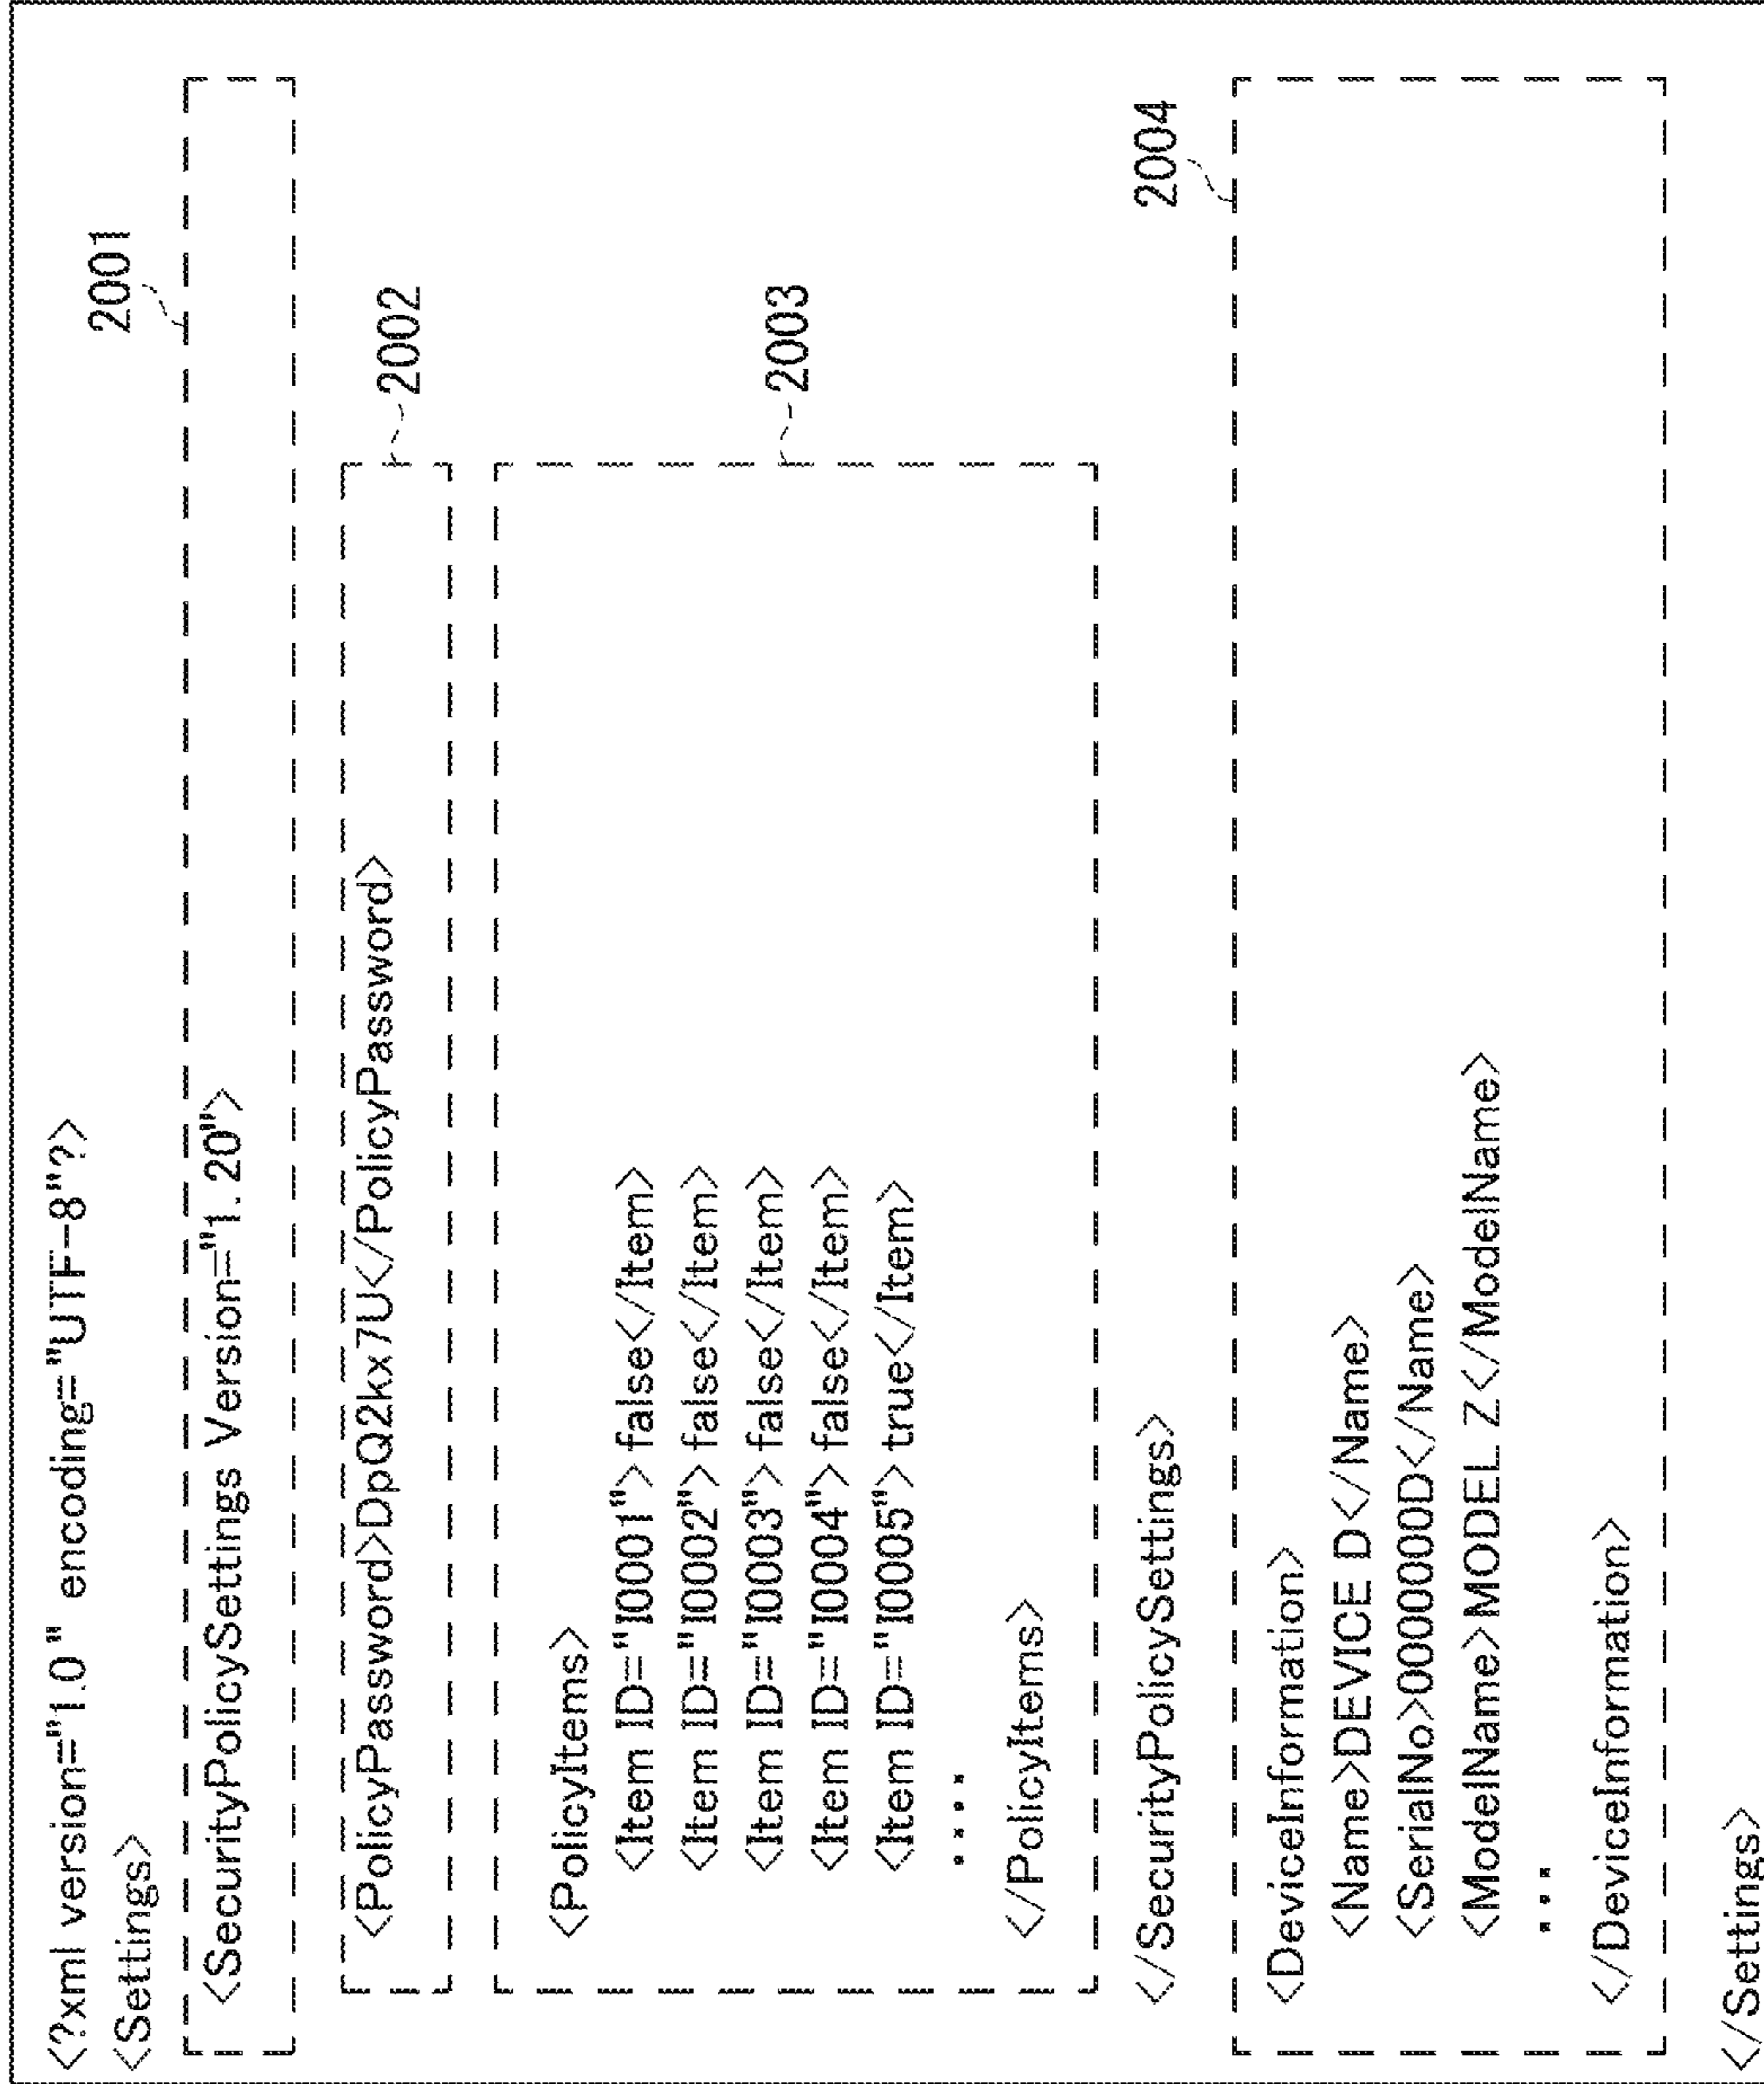 <?xml version="1.0 " encoding="UTF-8"?>
<Settings>
2001
<SecurityPolicySettings Version="1. 20">
2002
<PolicyPassword>DpQ2kx7U</PolicyPassword>
2003
<PolicyItems>
<Item ID="I0001">false</Item>
<Item ID="I0002">false</Item>
<Item ID="I0003">false</Item>
<Item ID="I0004">false</Item>
<Item ID="I0005">true</Item>
....
</PolicyItems>
</SecurityPolicySettings>
2004
<DeviceInformation>
<Name>DEVICE D</Name>
<SerialNo>000000D</Name>
<ModelName>MODEL Z</ModelName>
...
</DeviceInformation>
</Settings>